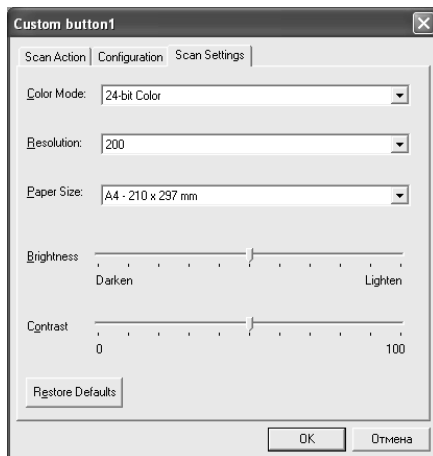 Custom button1
Scan Action Configuration Scan Settings
Color Mode: 24-bit Color
Resolution: 200
Paper Size: A4 - 210 x 297 mm
Brightness
Darken Lighten
Contrast
0 100
Restore Defaults
OK Отмена